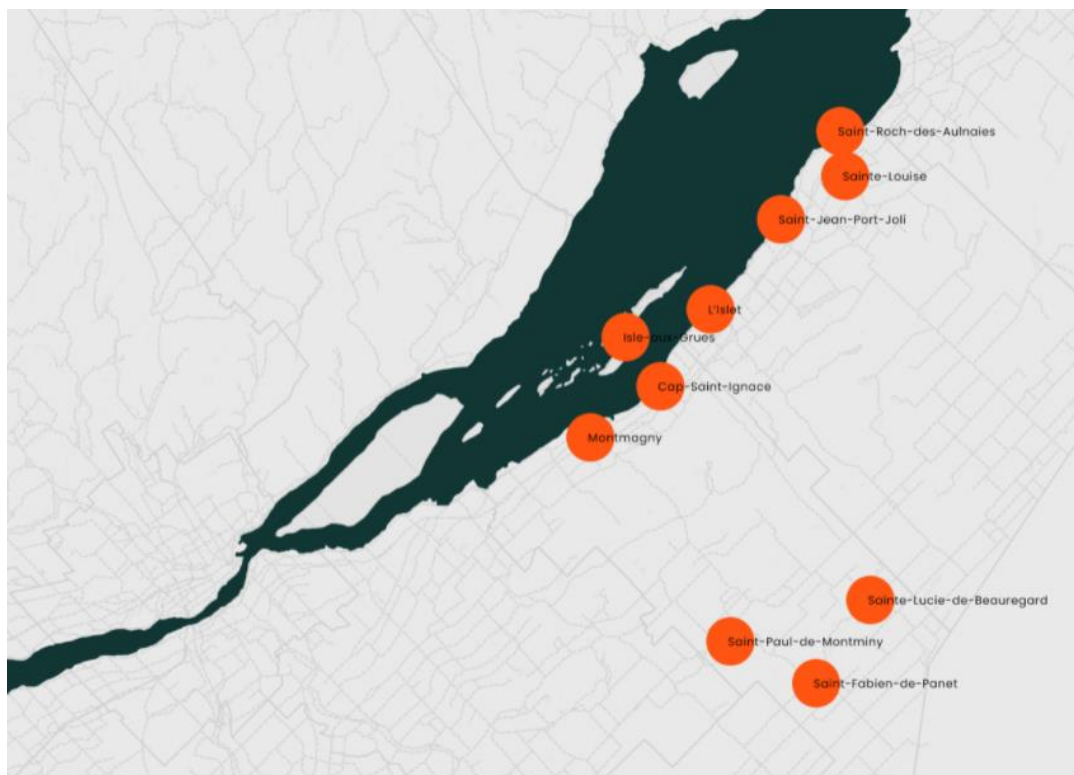 Saint-Roch-des-Aulnaies
Sainte-Louise
Saint-Jean-Port-Joli
L'Islet
Isle-aux-Grues
Cap-Saint-Ignace
Montmagny
Sainte-Lucie-de-Beauregard
Saint-Paul-de-Montminy
Saint-Fabien-de-Panet